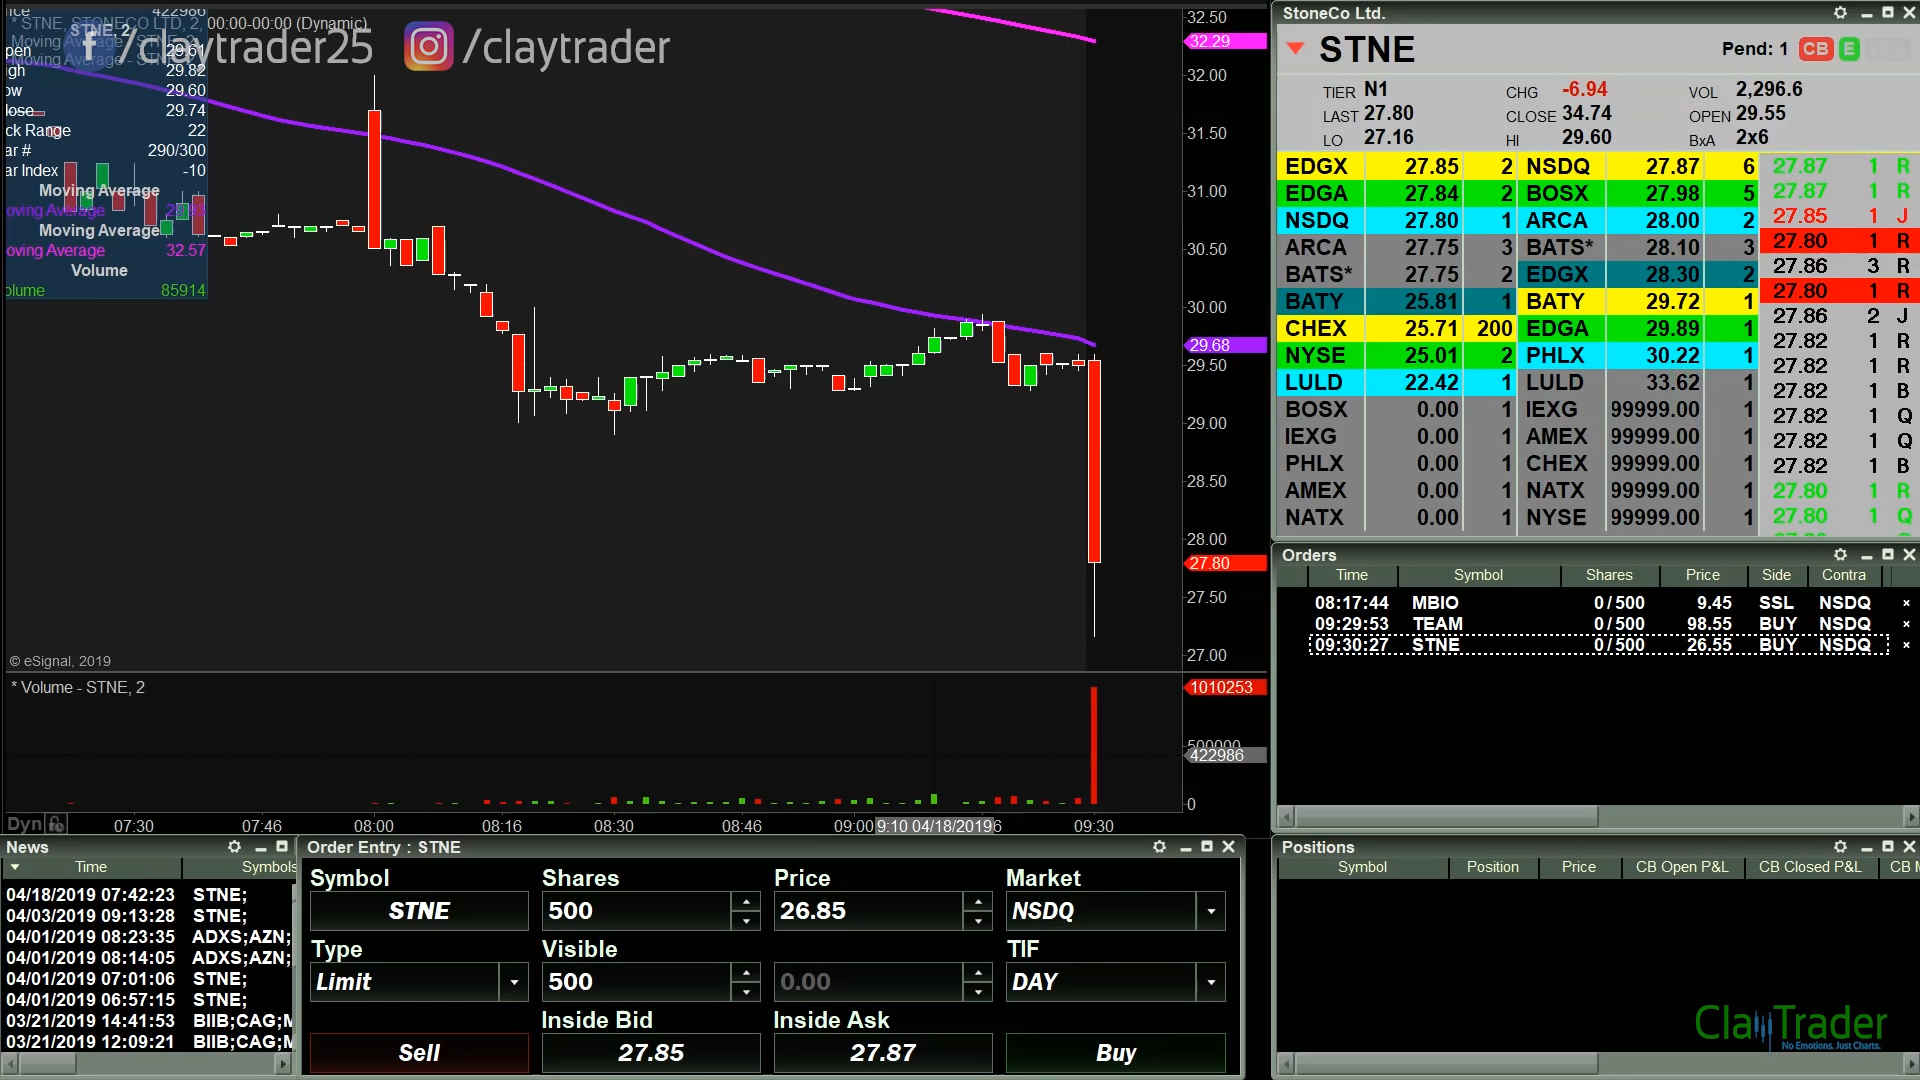 422986
* STNE, STONECO LTD, 2, 00:00-00:00 (Dynamic)
STNE, 2
/claytrader25 /claytrader
pen 29.61
gh 29.82
ow 29.60
lose 29.74
ck Range 22
ar # 290/300
ar Index -10
Moving Average
oving Average
Moving Average
oving Average 32.57
Volume
olume 85914
32.50
32.29
32.00
31.50
31.00
30.50
30.00
29.68
29.50
29.00
28.50
28.00
27.80
27.50
27.00
© eSignal, 2019
* Volume - STNE, 2
1010253
500000
422986
0
Dyn 07:30 07:46 08:00 08:16 08:30 08:46 09:00 9:10 04/18/2019 6 09:30
StoneCo Ltd.
STNE Pend: 1 CB E
TIER N1 CHG -6.94 VOL 2,296.6
LAST 27.80 CLOSE 34.74 OPEN 29.55
LO 27.16 HI 29.60 BxA 2x6
EDGX 27.85 2 NSDQ 27.87 6
EDGA 27.84 2 BOSX 27.98 5
NSDQ 27.80 1 ARCA 28.00 2
ARCA 27.75 3 BATS* 28.10 3
BATS* 27.75 2 EDGX 28.30 2
BATY 25.81 1 BATY 29.72 1
CHEX 25.71 200 EDGA 29.89 1
NYSE 25.01 2 PHLX 30.22 1
LULD 22.42 1 LULD 33.62 1
BOSX 0.00 1 IEXG 99999.00 1
IEXG 0.00 1 AMEX 99999.00 1
PHLX 0.00 1 CHEX 99999.00 1
AMEX 0.00 1 NATX 99999.00 1
NATX 0.00 1 NYSE 99999.00 1
27.87 1 R
27.87 1 R
27.85 1 J
27.80 1 R
27.86 3 R
27.80 1 R
27.86 2 J
27.82 1 R
27.82 1 R
27.82 1 B
27.82 1 Q
27.82 1 Q
27.82 1 B
27.80 1 R
27.80 1 Q
Orders
Time Symbol Shares Price Side Contra
08:17:44 MBIO 0/500 9.45 SSL NSDQ ×
09:29:53 TEAM 0/500 98.55 BUY NSDQ ×
09:30:27 STNE 0/500 26.55 BUY NSDQ ×
News
Time Symbols
04/18/2019 07:42:23 STNE;
04/03/2019 09:13:28 STNE;
04/01/2019 08:23:35 ADXS;AZN;
04/01/2019 08:14:05 ADXS;AZN;
04/01/2019 07:01:06 STNE;
04/01/2019 06:57:15 STNE;
03/21/2019 14:41:53 BIIB;CAG;M
03/21/2019 12:09:21 BIIB;CAG;M
Order Entry : STNE
Symbol Shares Price Market
STNE 500 26.85 NSDQ
Type Visible TIF
Limit 500 0.00 DAY
Inside Bid Inside Ask
Sell 27.85 27.87 Buy
Positions
Symbol Position Price CB Open P&L CB Closed P&L CB M
ClayTrader
No Emotions. Just Charts.